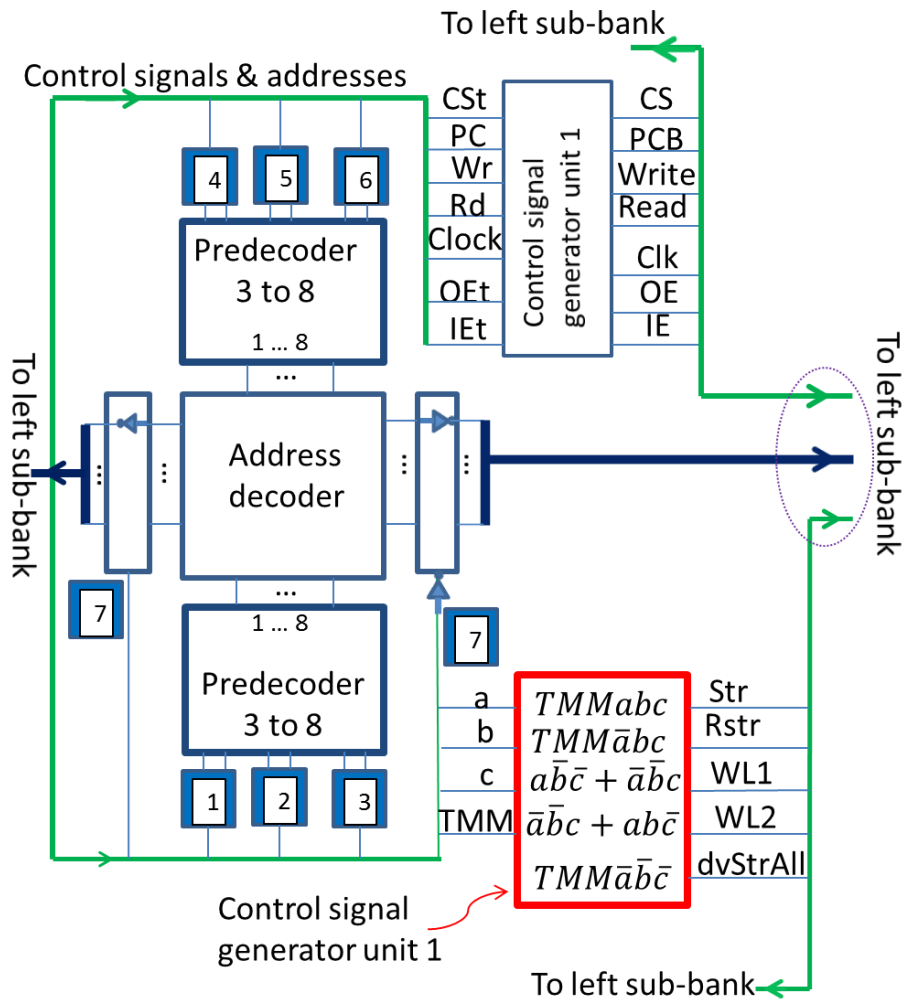 To left sub-bank
Control signals & addresses
CSt
PC
Wr
Rd
Clock
OEt
IEt
Control signal
generator unit 1
CS
PCB
Write
Read
Clk
OE
IE
4
5
6
Predecoder
3 to 8
1 ... 8
...
To left sub-bank
...
...
Address
decoder
...
...
To left sub-bank
7
...
1 ... 8
Predecoder
3 to 8
7
1
2
3
a
b
c
TMM
TMMabc
TMMāb̄c
ab̄c̄ + āb̄c
āb̄c + abc̄
TMMāb̄c̄
Str
Rstr
WL1
WL2
dvStrAll
Control signal
generator unit 1
To left sub-bank